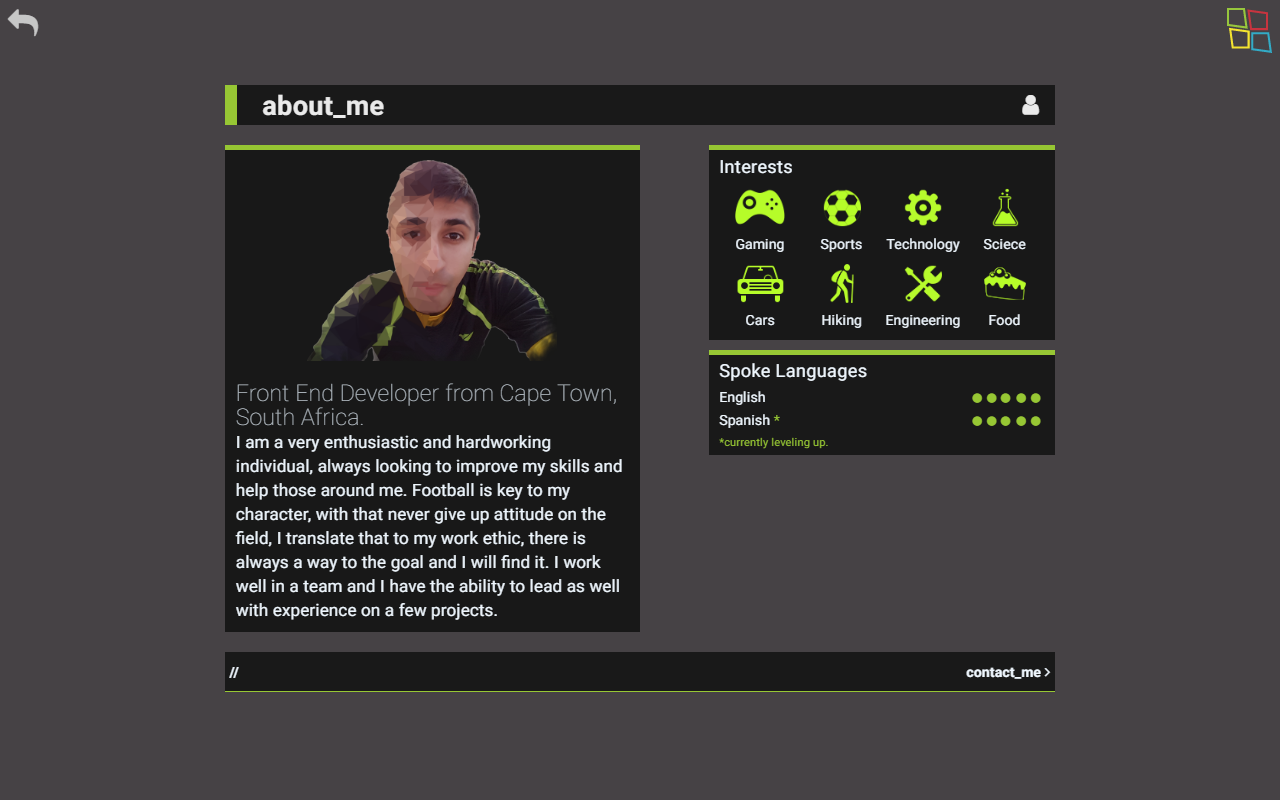 about_me
Front End Developer from Cape Town,
South Africa.
I am a very enthusiastic and hardworking
individual, always looking to improve my skills and
help those around me. Football is key to my
character, with that never give up attitude on the
field, I translate that to my work ethic, there is
always a way to the goal and I will find it. I work
well in a team and I have the ability to lead as well
with experience on a few projects.
Interests
Gaming Sports Technology Sciece
Cars Hiking Engineering Food
Spoke Languages
English
Spanish *
*currently leveling up.
// contact_me >